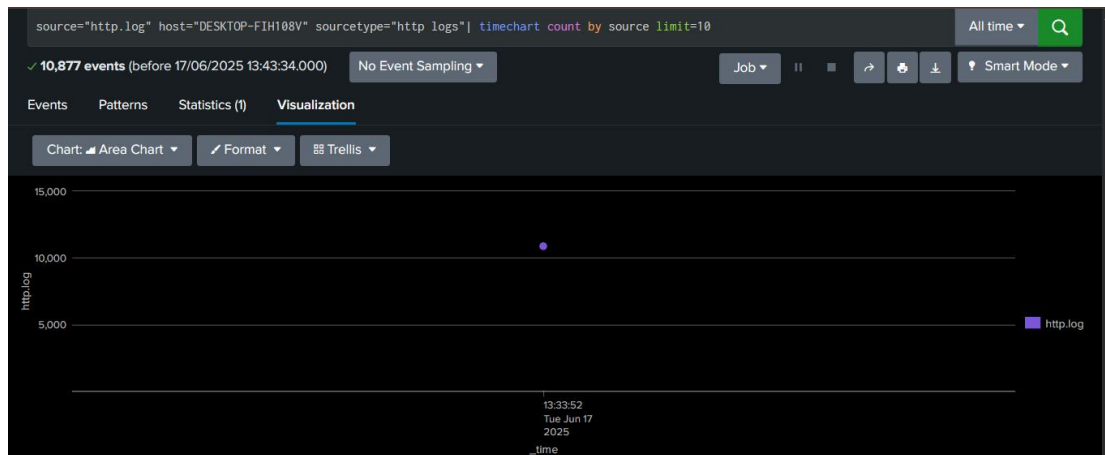 source="http.log" host="DESKTOP-FIH108V" sourcetype="http logs"| timechart count by source limit=10
All time
10,877 events (before 17/06/2025 13:43:34.000)
No Event Sampling
Job
Smart Mode
Events
Patterns
Statistics (1)
Visualization
Chart: Area Chart
Format
Trellis
15,000
10,000
5,000
http.log
http.log
13:33:52
Tue Jun 17
2025
_time